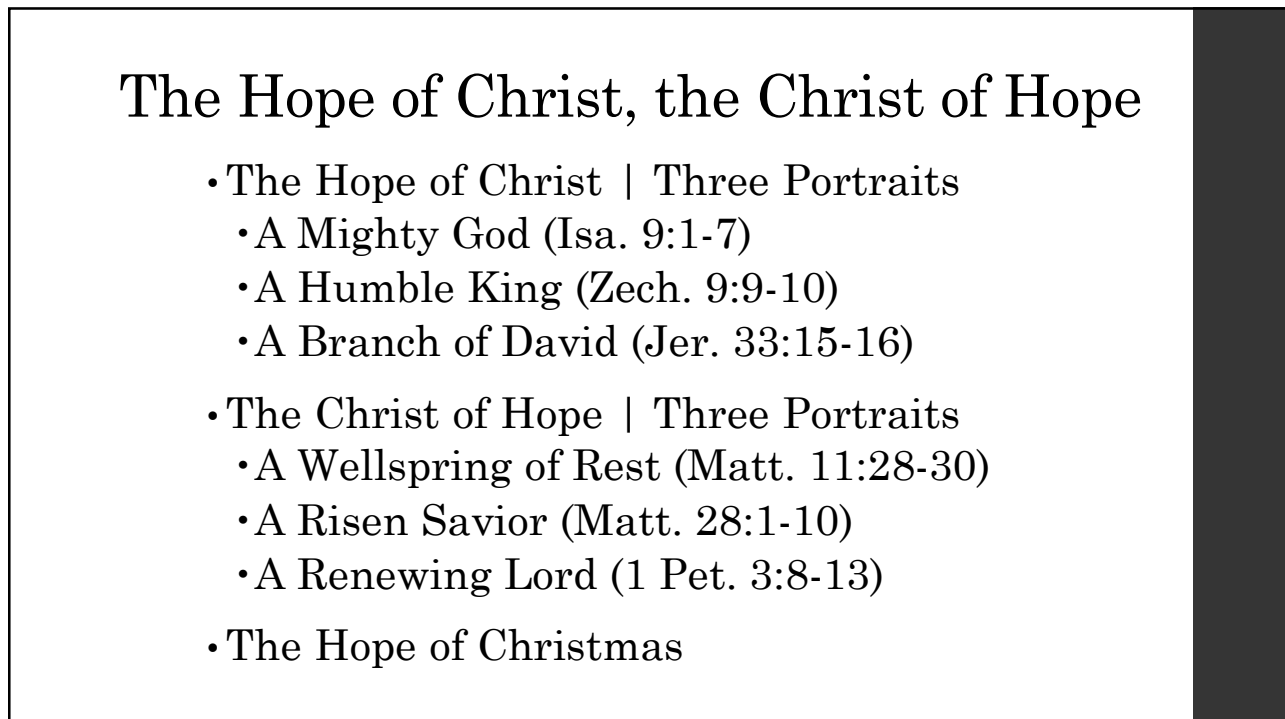 The Hope of Christ, the Christ of Hope
•The Hope of Christ | Three Portraits
•A Mighty God (Isa. 9:1-7)
•A Humble King (Zech. 9:9-10)
•A Branch of David (Jer. 33:15-16)
•The Christ of Hope | Three Portraits
•A Wellspring of Rest (Matt. 11:28-30)
•A Risen Savior (Matt. 28:1-10)
•A Renewing Lord (1 Pet. 3:8-13)
•The Hope of Christmas